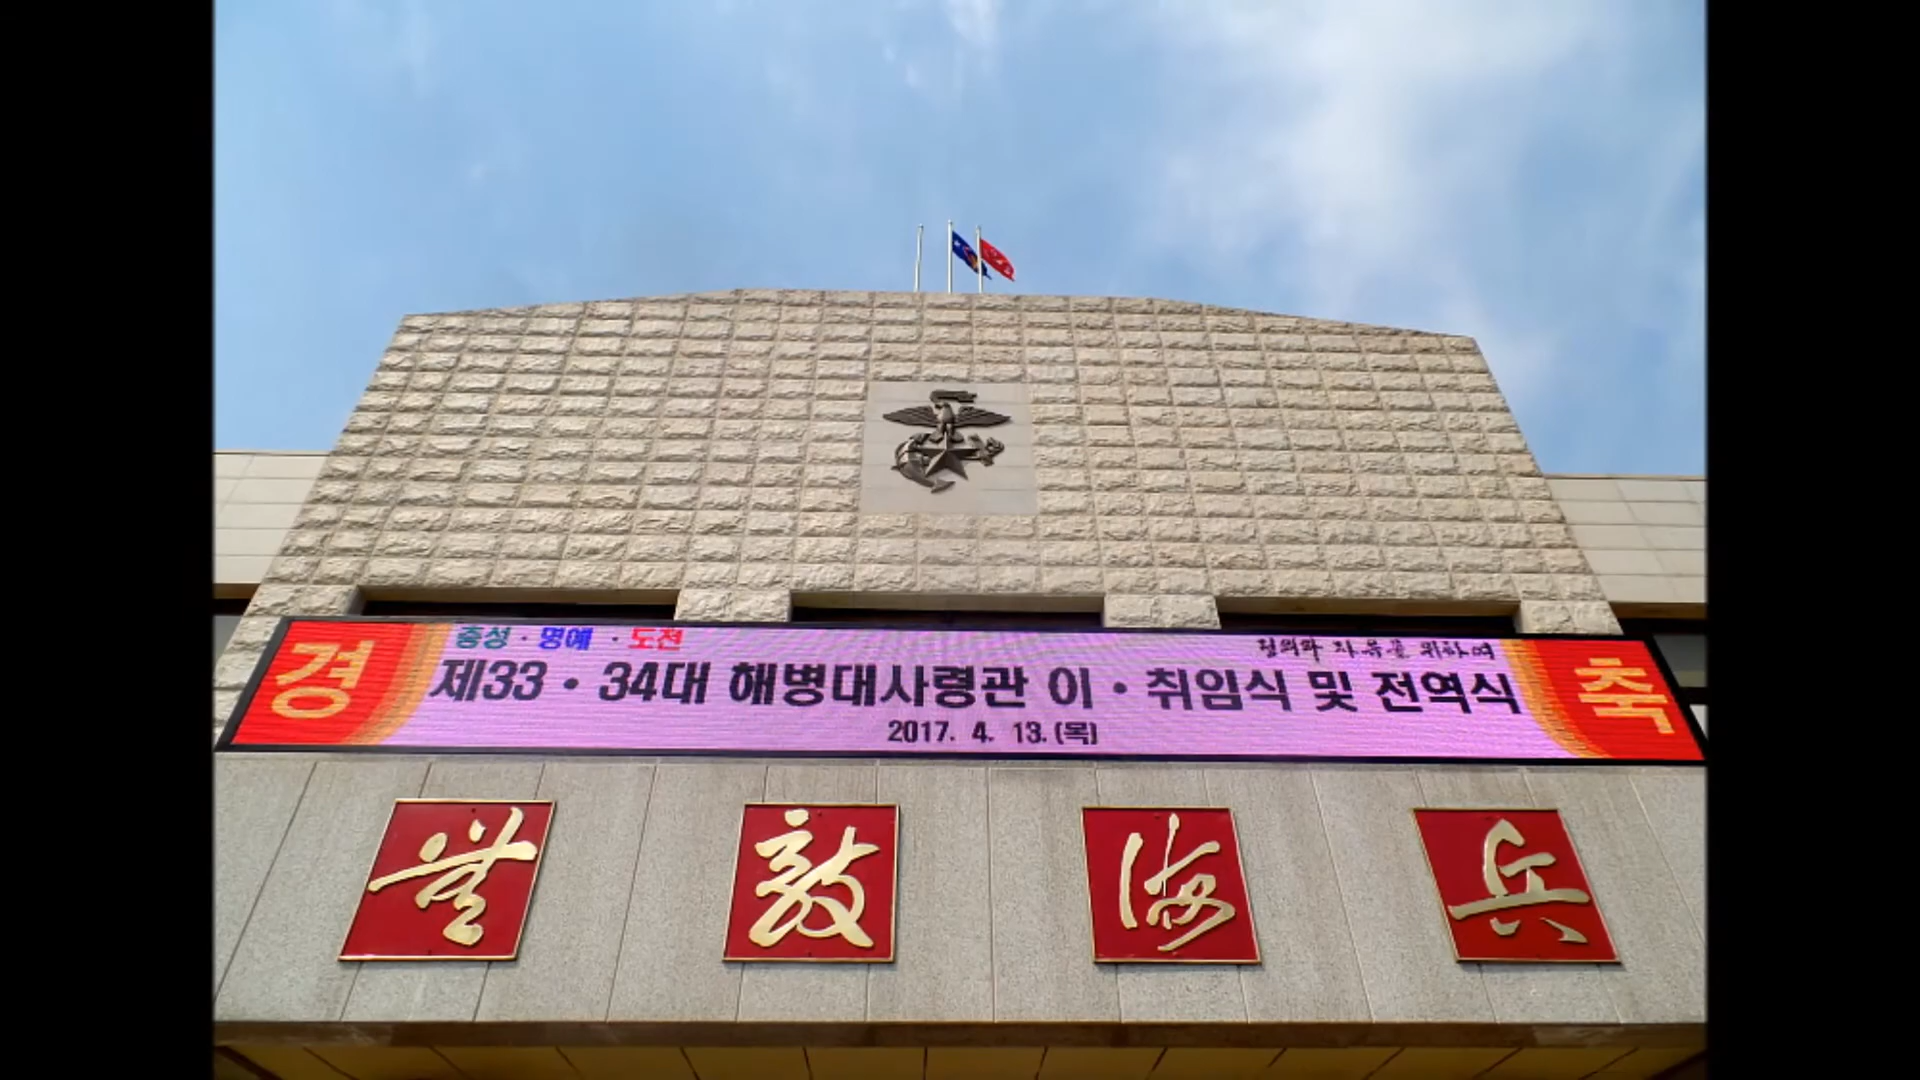 경
충성 · 명예 · 도전
정의와 자유를 위하여
제33 · 34대 해병대사령관 이 · 취임식 및 전역식
2017. 4. 13.(목)
축
無敵海兵